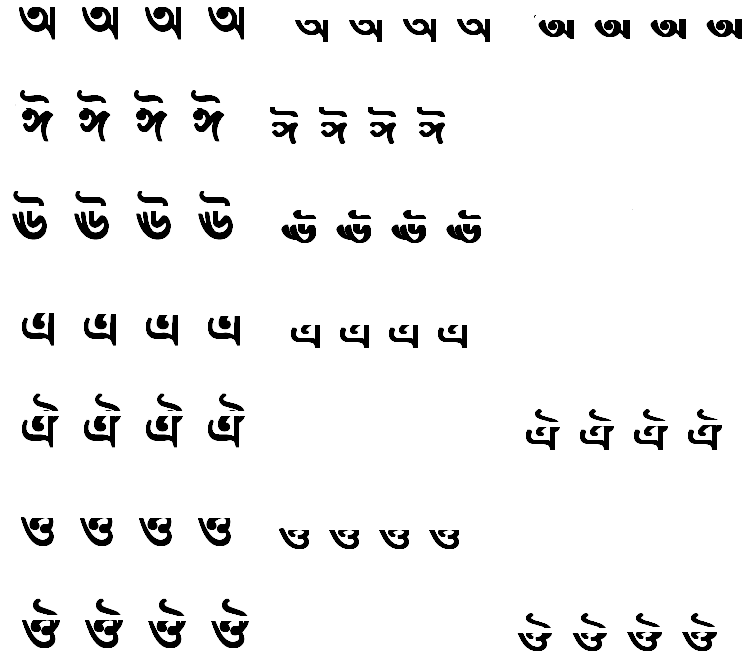 অ অ অ অ অ অ অ অ অ অ অ অ
ঈ ঈ ঈ ঈ ঈ ঈ ঈ ঈ
ঊ ঊ ঊ ঊ ঊ ঊ ঊ ঊ
এ এ এ এ এ এ এ এ
ঐ ঐ ঐ ঐ ঐ ঐ ঐ ঐ
ও ও ও ও ও ও ও ও
ঔ ঔ ঔ ঔ ঔ ঔ ঔ ঔ